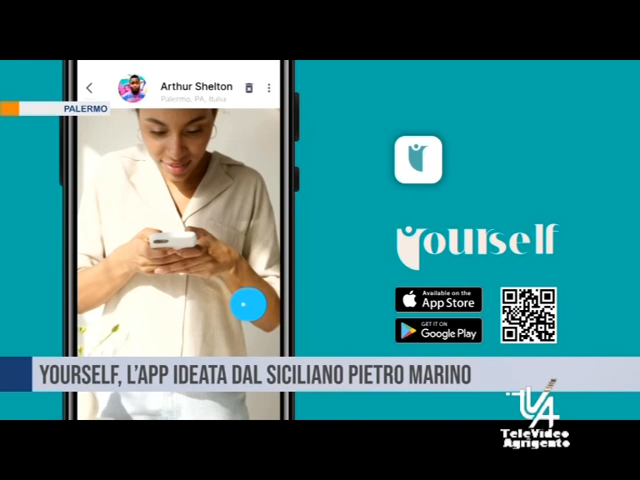 Arthur Shelton
Palermo, PA, Italia
PALERMO
yourself
Available on the
App Store
GET IT ON
Google Play
YOURSELF, L'APP IDEATA DAL SICILIANO PIETRO MARINO
TVA
TeleVideo
Agrigento